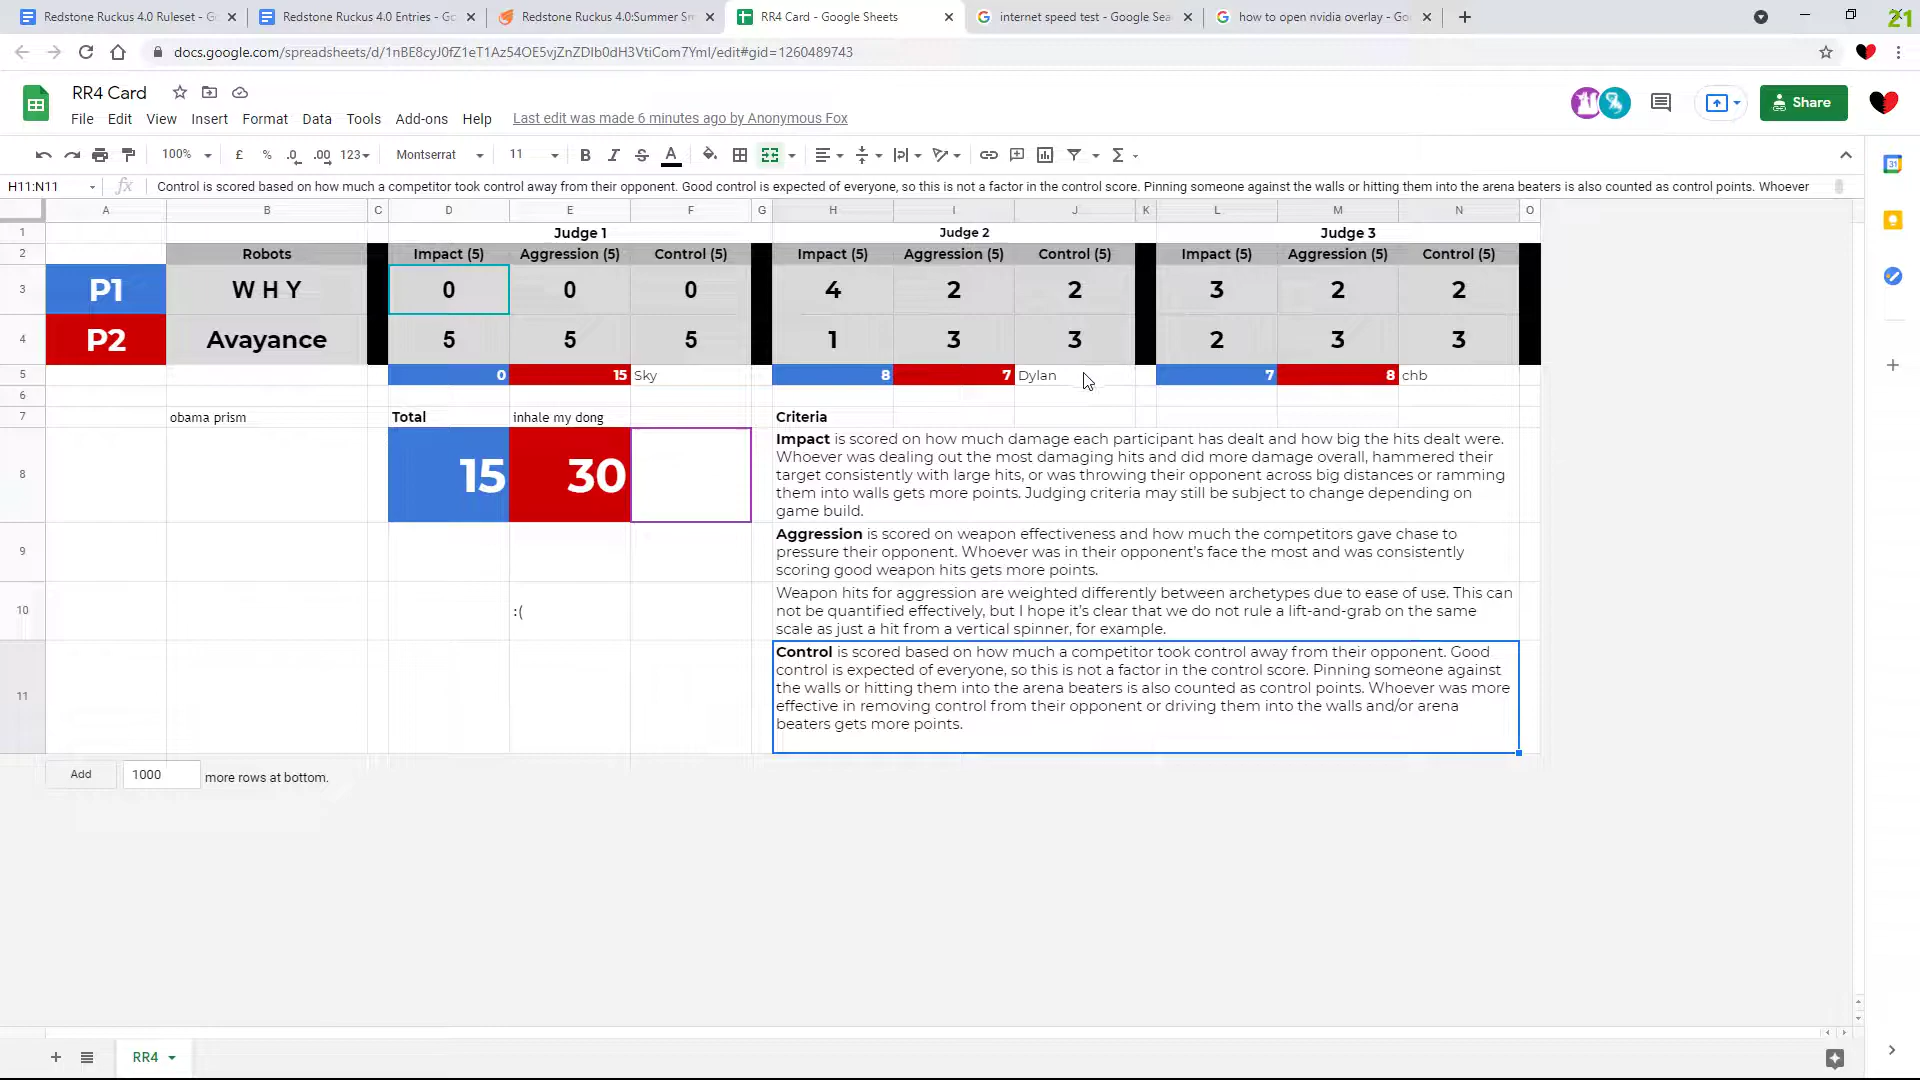 Redstone Ruckus 4.0 Ruleset - Go
Redstone Ruckus 4.0 Entries - Go
Redstone Ruckus 4.0:Summer Sm
RR4 Card - Google Sheets
internet speed test - Google Sea
how to open nvidia overlay - Go
21
docs.google.com/spreadsheets/d/1nBE8cyJ0fZ1eT1Az54OE5vjZnZDIb0dH3VtiCom7YmI/edit#gid=1260489743
RR4 Card
File Edit View Insert Format Data Tools Add-ons Help Last edit was made 6 minutes ago by Anonymous Fox
Share
100% £ % .0 .00 123 Montserrat 11 B I S A
H11:N11 fx Control is scored based on how much a competitor took control away from their opponent. Good control is expected of everyone, so this is not a factor in the control score. Pinning someone against the walls or hitting them into the arena beaters is also counted as control points. Whoever
A B C D E F G H I J K L M N O
1 Judge 1 Judge 2 Judge 3
2 Robots Impact (5) Aggression (5) Control (5) Impact (5) Aggression (5) Control (5) Impact (5) Aggression (5) Control (5)
3 P1 W H Y 0 0 0 4 2 2 3 2 2
4 P2 Avayance 5 5 5 1 3 3 2 3 3
5 0 15 Sky 8 7 Dylan 7 8 chb
6
7 obama prism Total inhale my dong Criteria
8 15 30
Impact is scored on how much damage each participant has dealt and how big the hits dealt were.
Whoever was dealing out the most damaging hits and did more damage overall, hammered their
target consistently with large hits, or was throwing their opponent across big distances or ramming
them into walls gets more points. Judging criteria may still be subject to change depending on
game build.
9
Aggression is scored on weapon effectiveness and how much the competitors gave chase to
pressure their opponent. Whoever was in their opponent's face the most and was consistently
scoring good weapon hits gets more points.
10 :(
Weapon hits for aggression are weighted differently between archetypes due to ease of use. This can
not be quantified effectively, but I hope it's clear that we do not rule a lift-and-grab on the same
scale as just a hit from a vertical spinner, for example.
11
Control is scored based on how much a competitor took control away from their opponent. Good
control is expected of everyone, so this is not a factor in the control score. Pinning someone against
the walls or hitting them into the arena beaters is also counted as control points. Whoever was more
effective in removing control from their opponent or driving them into the walls and/or arena
beaters gets more points.
Add 1000 more rows at bottom.
RR4
31